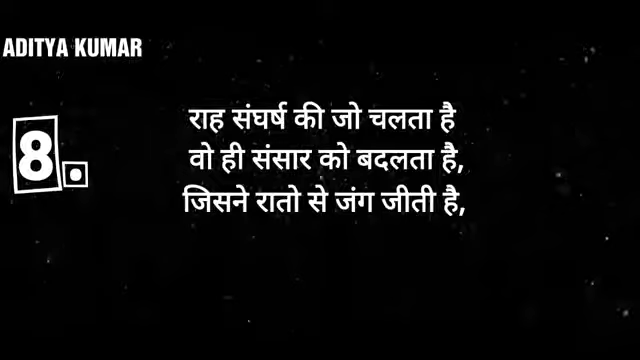 ADITYA KUMAR
8.
राह संघर्ष की जो चलता है
वो ही संसार को बदलता है,
जिसने रातो से जंग जीती है,